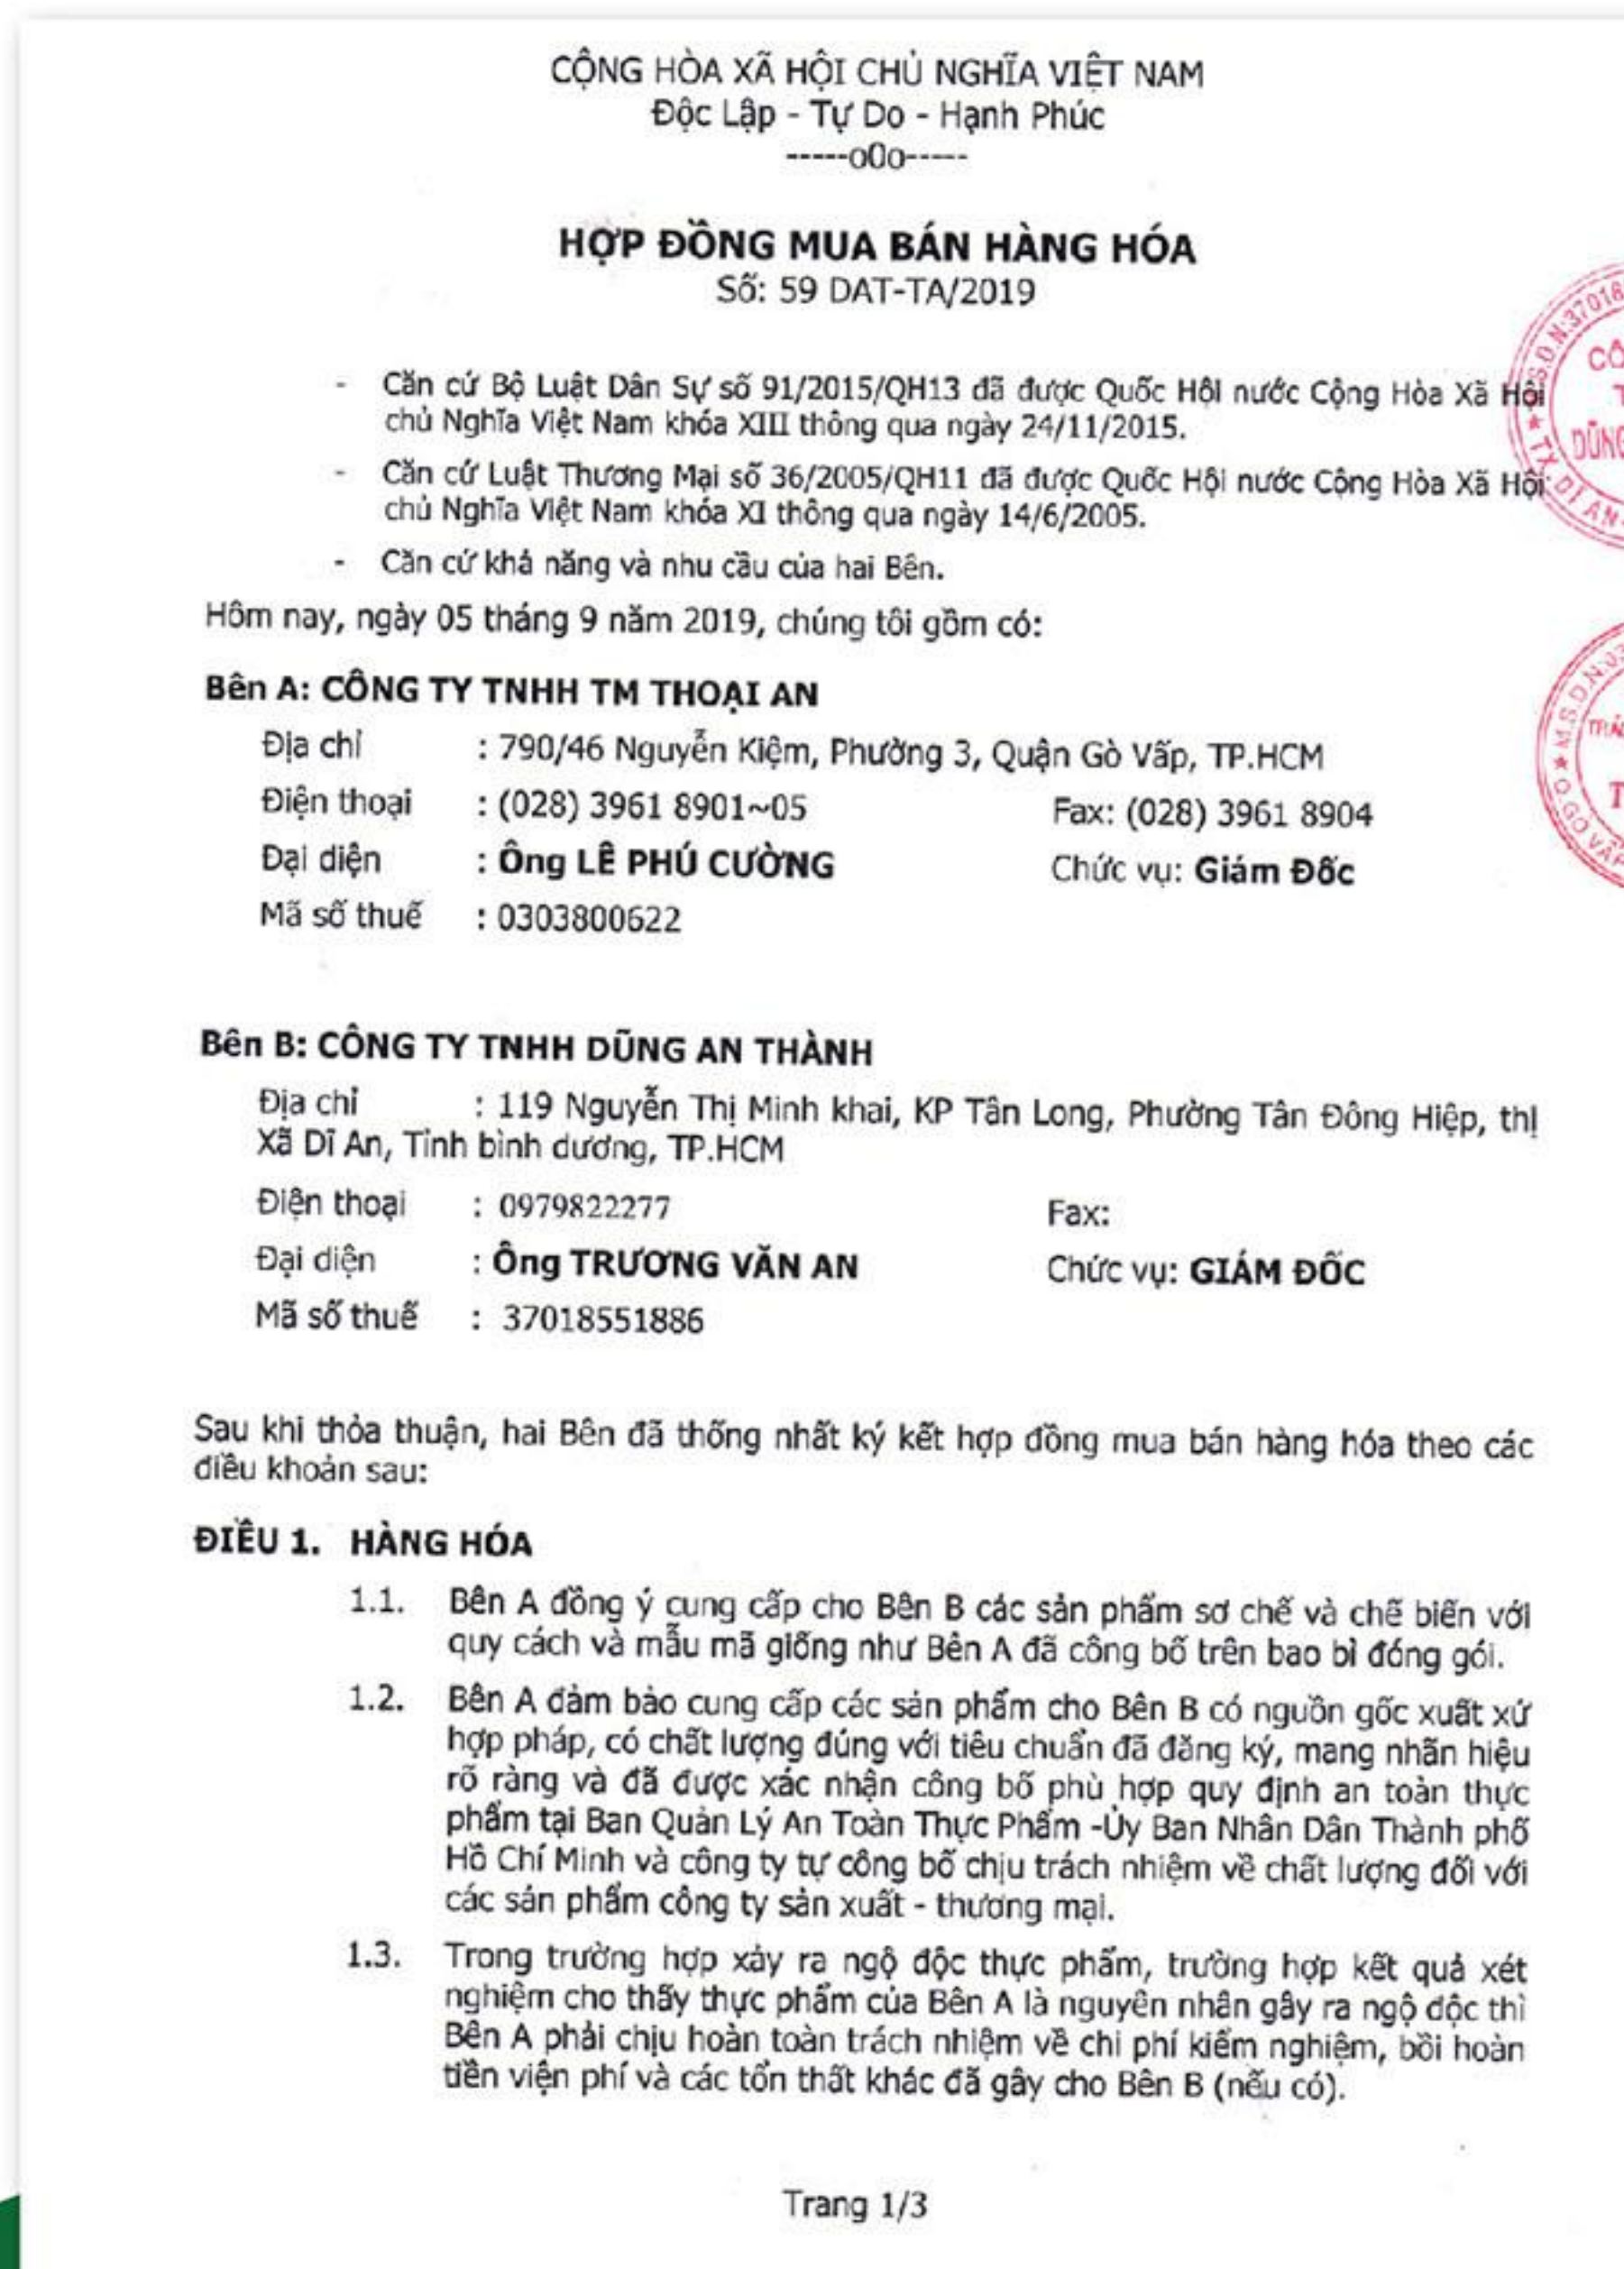 CỘNG HÒA XÃ HỘI CHỦ NGHĨA VIỆT NAM
Độc Lập - Tự Do - Hạnh Phúc
-----o0o-----
HỢP ĐỒNG MUA BÁN HÀNG HÓA
Số: 59 DAT-TA/2019
- Căn cứ Bộ Luật Dân Sự số 91/2015/QH13 đã được Quốc Hội nước Cộng Hòa Xã Hội
chủ Nghĩa Việt Nam khóa XIII thông qua ngày 24/11/2015.
- Căn cứ Luật Thương Mại số 36/2005/QH11 đã được Quốc Hội nước Cộng Hòa Xã Hội
chủ Nghĩa Việt Nam khóa XI thông qua ngày 14/6/2005.
- Căn cứ khả năng và nhu cầu của hai Bên.
Hôm nay, ngày 05 tháng 9 năm 2019, chúng tôi gồm có:
Bên A: CÔNG TY TNHH TM THOẠI AN
Địa chỉ : 790/46 Nguyễn Kiệm, Phường 3, Quận Gò Vấp, TP.HCM
Điện thoại : (028) 3961 8901~05 Fax: (028) 3961 8904
Đại diện : Ông LÊ PHÚ CƯỜNG Chức vụ: Giám Đốc
Mã số thuế : 0303800622
Bên B: CÔNG TY TNHH DŨNG AN THÀNH
Địa chỉ : 119 Nguyễn Thị Minh khai, KP Tân Long, Phường Tân Đông Hiệp, thị
Xã Dĩ An, Tỉnh bình dương, TP.HCM
Điện thoại : 0979822277 Fax:
Đại diện : Ông TRƯƠNG VĂN AN Chức vụ: GIÁM ĐỐC
Mã số thuế : 37018551886
Sau khi thỏa thuận, hai Bên đã thống nhất ký kết hợp đồng mua bán hàng hóa theo các
điều khoản sau:
ĐIỀU 1. HÀNG HÓA
1.1. Bên A đồng ý cung cấp cho Bên B các sản phẩm sơ chế và chế biến với
quy cách và mẫu mã giống như Bên A đã công bố trên bao bì đóng gói.
1.2. Bên A đảm bảo cung cấp các sản phẩm cho Bên B có nguồn gốc xuất xứ
hợp pháp, có chất lượng đúng với tiêu chuẩn đã đăng ký, mang nhãn hiệu
rõ ràng và đã được xác nhận công bố phù hợp quy định an toàn thực
phẩm tại Ban Quản Lý An Toàn Thực Phẩm -Ủy Ban Nhân Dân Thành phố
Hồ Chí Minh và công ty tự công bố chịu trách nhiệm về chất lượng đối với
các sản phẩm công ty sản xuất - thương mại.
1.3. Trong trường hợp xảy ra ngộ độc thực phẩm, trường hợp kết quả xét
nghiệm cho thấy thực phẩm của Bên A là nguyên nhân gây ra ngộ độc thì
Bên A phải chịu hoàn toàn trách nhiệm về chi phí kiểm nghiệm, bồi hoàn
tiền viện phí và các tổn thất khác đã gây cho Bên B (nếu có).
Trang 1/3